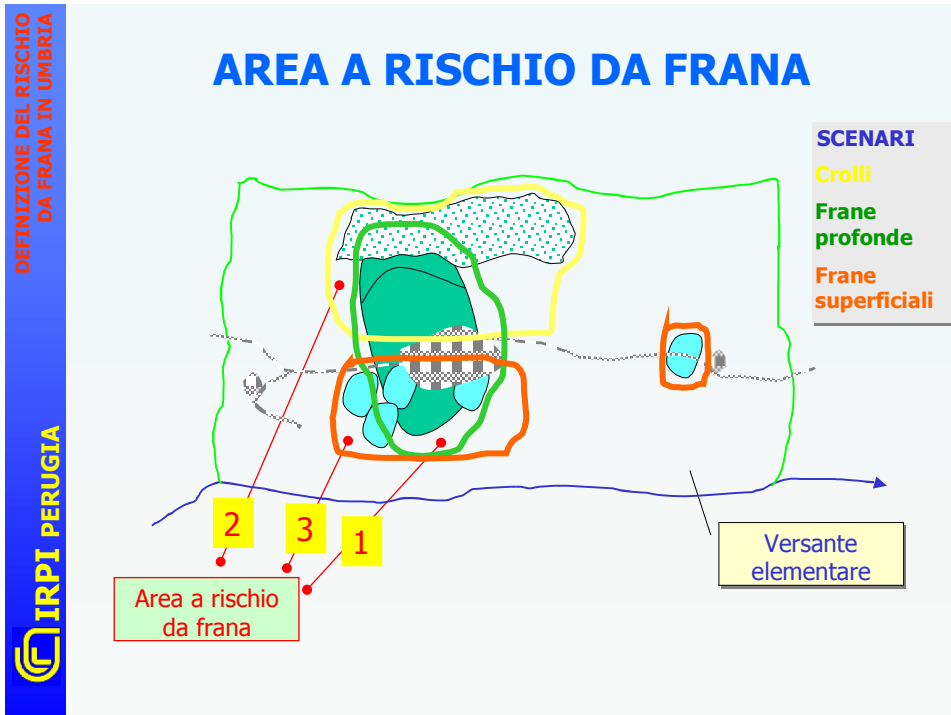 DEFINIZIONE DEL RISCHIO
DA FRANA IN UMBRIA
IRPI PERUGIA
AREA A RISCHIO DA FRANA
SCENARI
Crolli
Frane
profonde
Frane
superficiali
2
3
1
Versante
elementare
Area a rischio
da frana